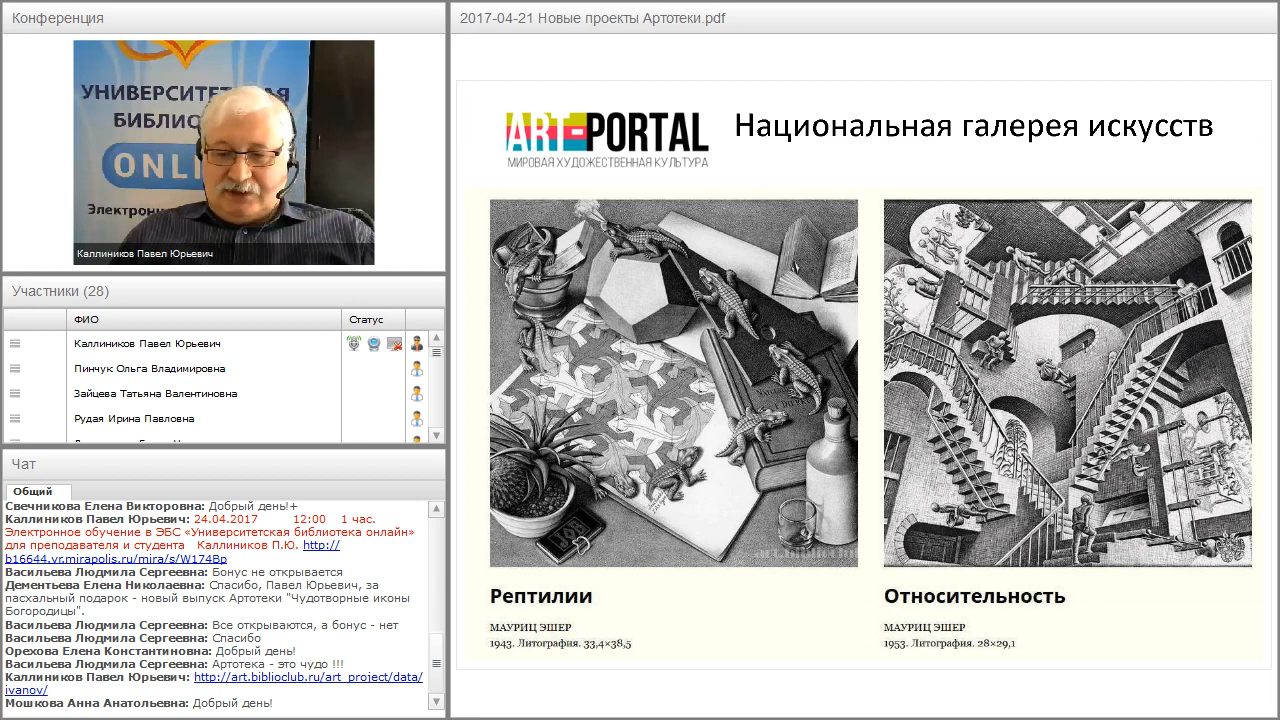 Конференция
УНИВЕРСИТЕТСКАЯ
ONL
Каллиников Павел Юрьевич
Участники (28)
ФИО
Статус
Каллиников Павел Юрьевич
Пинчук Ольга Владимировна
Зайцева Татьяна Валентиновна
Рудая Ирина Павловна
Чат
Общий
Свечникова Елена Викторовна: Добрый день!+
Каллиников Павел Юрьевич: 24.04.2017 12:00 1 час.
Электронное обучение в ЭБС «Университетская библиотека онлайн»
для преподавателя и студента Каллиников П.Ю. http://
b16644.vr.mirapolis.ru/mira/s/W174Bp
Васильева Людмила Сергеевна: Бонус не открывается
Дементьева Елена Николаевна: Спасибо, Павел Юрьевич, за
пасхальный подарок - новый выпуск Артотеки "Чудотворные иконы
Богородицы".
Васильева Людмила Сергеевна: Все открываются, а бонус - нет
Васильева Людмила Сергеевна: Спасибо
Орехова Елена Константиновна: Добрый день!
Васильева Людмила Сергеевна: Артотека - это чудо !!!
Каллиников Павел Юрьевич: http://art.biblioclub.ru/art_project/data/
ivanov/
Мошкова Анна Анатольевна: Добрый день!
2017-04-21 Новые проекты Артотеки.pdf
ART-PORTAL
МИРОВАЯ ХУДОЖЕСТВЕННАЯ КУЛЬТУРА
Национальная галерея искусств
Рептилии
МАУРИЦ ЭШЕР
1943. Литография. 33,4×38,5
Относительность
МАУРИЦ ЭШЕР
1953. Литография. 28×29,1